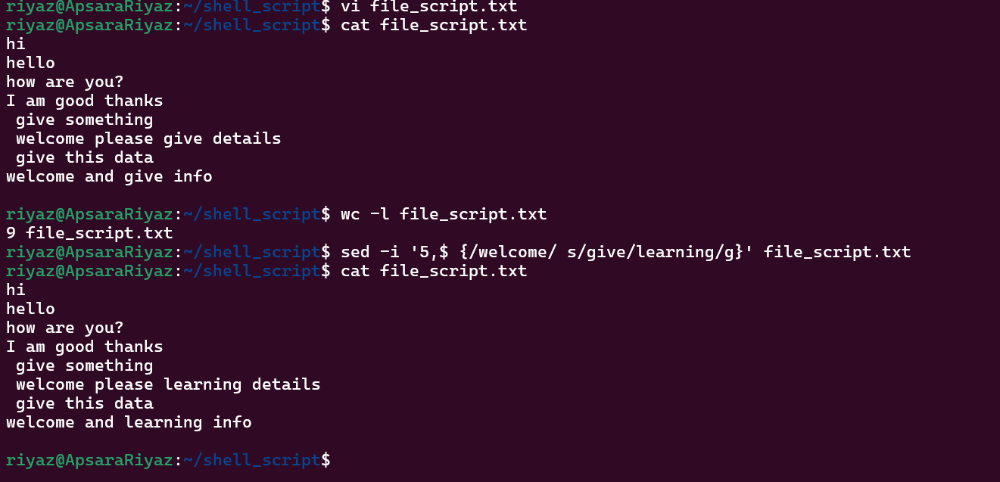 riyaz@ApsaraRiyaz:~/shell_script$ vi file_script.txt
riyaz@ApsaraRiyaz:~/shell_script$ cat file_script.txt
hi
hello
how are you?
I am good thanks
 give something
 welcome please give details
 give this data
welcome and give info

riyaz@ApsaraRiyaz:~/shell_script$ wc -l file_script.txt
9 file_script.txt
riyaz@ApsaraRiyaz:~/shell_script$ sed -i '5,$ {/welcome/ s/give/learning/g}' file_script.txt
riyaz@ApsaraRiyaz:~/shell_script$ cat file_script.txt
hi
hello
how are you?
I am good thanks
 give something
 welcome please learning details
 give this data
welcome and learning info

riyaz@ApsaraRiyaz:~/shell_script$